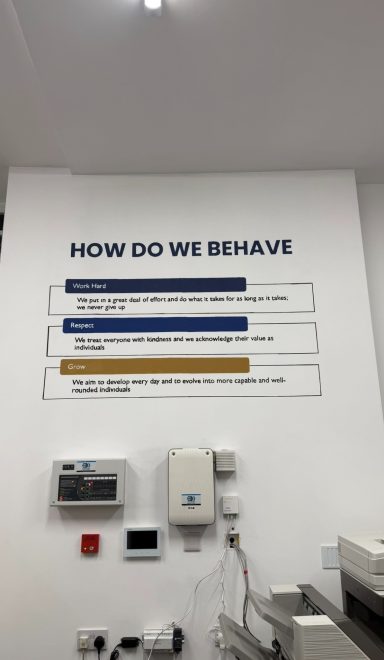 HOW DO WE BEHAVE
Work Hard
We put in a great deal of effort and do what it takes for as long as it takes;
we never give up
Respect
We treat everyone with kindness and we acknowledge their value as
individuals
Grow
We aim to develop every day and to evolve into more capable and well-
rounded individuals